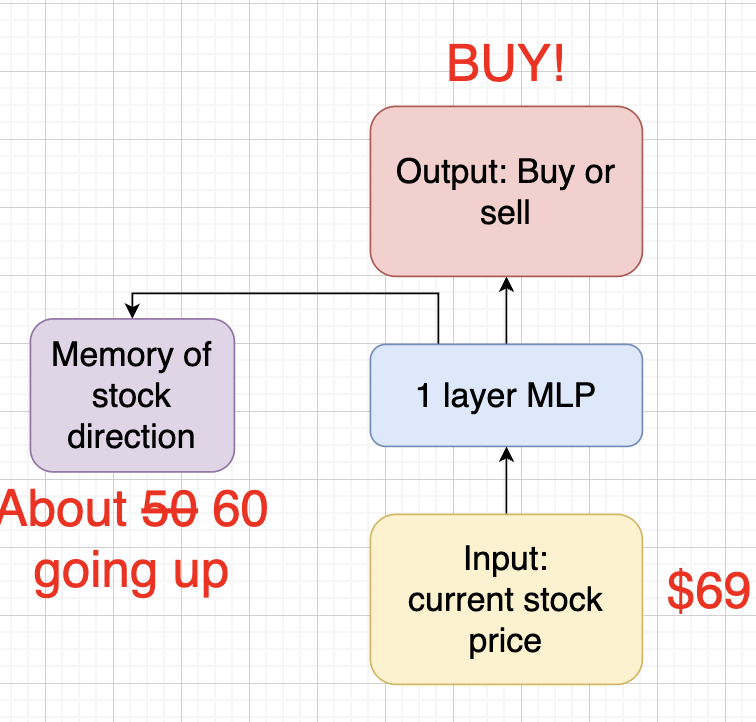 BUY!
Output: Buy or
sell
Memory of
stock
direction
1 layer MLP
About 50 60
going up
Input:
current stock
price
$69